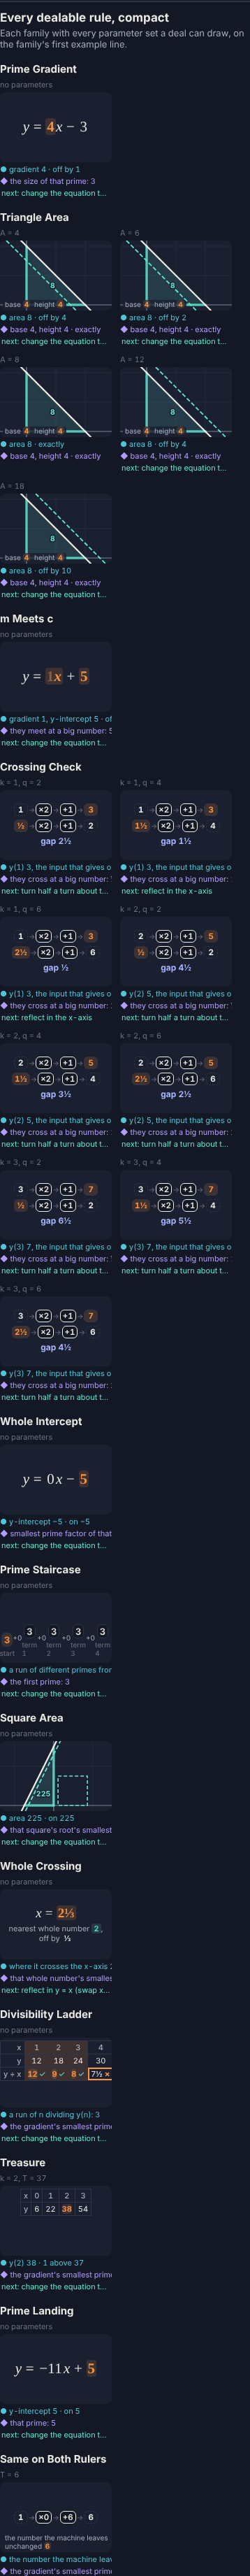 Every dealable rule, compact
Each family with every parameter set a deal can draw, on
the family's first example line.
Prime Gradient
no parameters
y = 4x − 3
● gradient 4 · off by 1
◆ the size of that prime: 3
next: change the equation t…
Triangle Area
A = 4
A = 6
8
8
base 4 height 4
base 4 height 4
● area 8 · off by 4
● area 8 · off by 2
◆ base 4, height 4 · exactly
◆ base 4, height 4 · exactly
next: change the equation t…
next: change the equation t…
A = 8
A = 12
8
8
base 4 height 4
base 4 height 4
● area 8 · exactly
● area 8 · off by 4
◆ base 4, height 4 · exactly
◆ base 4, height 4 · exactly
next: change the equation t…
A = 18
8
base 4 height 4
● area 8 · off by 10
◆ base 4, height 4 · exactly
next: change the equation t…
m Meets c
no parameters
y = 1x + 5
● gradient 1, y-intercept 5 · of
◆ they meet at a big number: 5
next: change the equation t…
Crossing Check
k = 1, q = 2
k = 1, q = 4
1 → ×2 → +1 → 3
1 → ×2 → +1 → 3
½ → ×2 → +1 → 2
1½ → ×2 → +1 → 4
gap 2½
gap 1½
● y(1) 3, the input that gives o
● y(1) 3, the input that gives o
◆ they cross at a big number:
◆ they cross at a big number:
next: turn half a turn about t…
next: reflect in the x-axis
k = 1, q = 6
k = 2, q = 2
1 → ×2 → +1 → 3
2 → ×2 → +1 → 5
2½ → ×2 → +1 → 6
½ → ×2 → +1 → 2
gap ½
gap 4½
● y(1) 3, the input that gives o
● y(2) 5, the input that gives o
◆ they cross at a big number:
◆ they cross at a big number:
next: reflect in the x-axis
next: turn half a turn about t…
k = 2, q = 4
k = 2, q = 6
2 → ×2 → +1 → 5
2 → ×2 → +1 → 5
1½ → ×2 → +1 → 4
2½ → ×2 → +1 → 6
gap 3½
gap 2½
● y(2) 5, the input that gives o
● y(2) 5, the input that gives o
◆ they cross at a big number:
◆ they cross at a big number:
next: turn half a turn about t…
next: turn half a turn about t…
k = 3, q = 2
k = 3, q = 4
3 → ×2 → +1 → 7
3 → ×2 → +1 → 7
½ → ×2 → +1 → 2
1½ → ×2 → +1 → 4
gap 6½
gap 5½
● y(3) 7, the input that gives o
● y(3) 7, the input that gives o
◆ they cross at a big number:
◆ they cross at a big number:
next: turn half a turn about t…
next: turn half a turn about t…
k = 3, q = 6
3 → ×2 → +1 → 7
2½ → ×2 → +1 → 6
gap 4½
● y(3) 7, the input that gives o
◆ they cross at a big number:
next: turn half a turn about t…
Whole Intercept
no parameters
y = 0x − 5
● y-intercept −5 · on −5
◆ smallest prime factor of that
next: change the equation t…
Prime Staircase
no parameters
3 +0 3 +0 3 +0 3 +0 3
start term 1 term 2 term 3 term 4
● a run of different primes from
◆ the first prime: 3
next: change the equation t…
Square Area
no parameters
225
● area 225 · on 225
◆ that square's root's smallest
next: change the equation t…
Whole Crossing
no parameters
x = 2⅓
nearest whole number 2,
off by ⅓
● where it crosses the x-axis 2
◆ that whole number's smalles
next: reflect in y = x (swap x…
Divisibility Ladder
no parameters
x 1 2 3 4
y 12 18 24 30
y ÷ x 12 ✓ 9 ✓ 8 ✓ 7½ ×
● a run of n dividing y(n): 3
◆ the gradient's smallest prime
next: change the equation t…
Treasure
k = 2, T = 37
x 0 1 2 3
y 6 22 38 54
● y(2) 38 · 1 above 37
◆ the gradient's smallest prime
next: change the equation t…
Prime Landing
no parameters
y = −11x + 5
● y-intercept 5 · on 5
◆ that prime: 5
next: change the equation t…
Same on Both Rulers
T = 6
1 → ×0 → +6 → 6
the number the machine leaves
unchanged 6
● the number the machine leav
◆ the gradient's smallest prime